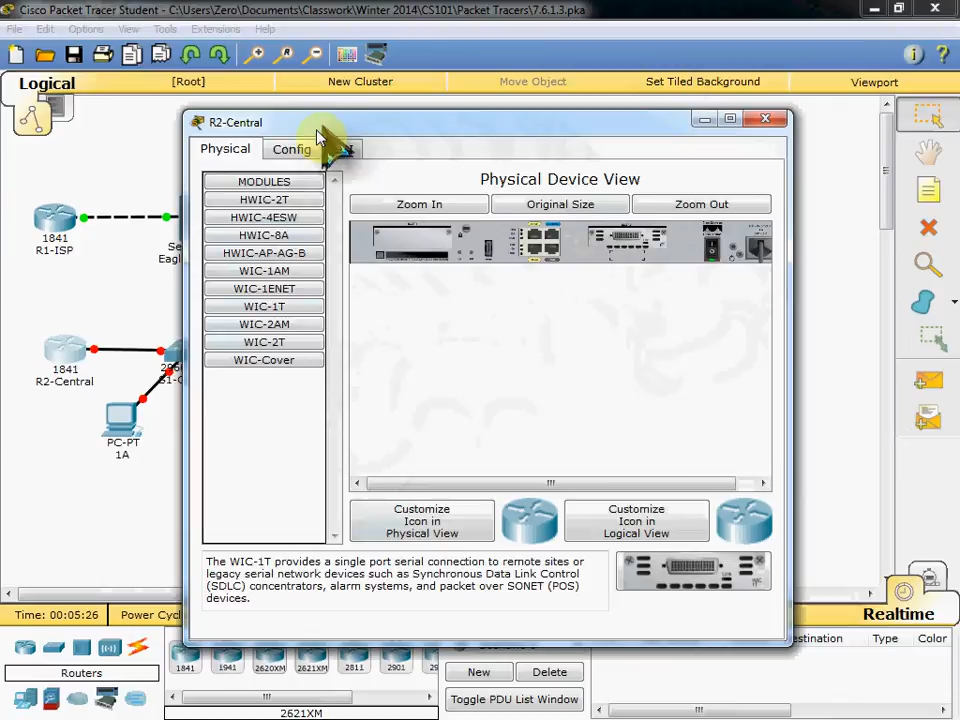 Cisco Packet Tracer Student - C:\Users\Zero\Documents\Classwork\Winter 2014\CS101\Packet Tracers\7.6.1.3.pka
File Edit Options View Tools Extensions Help
Logical [Root] New Cluster Move Object Set Tiled Background Viewport
R2-Central
Physical Config
MODULES
HWIC-2T
HWIC-4ESW
HWIC-8A
HWIC-AP-AG-B
WIC-1AM
WIC-1ENET
WIC-1T
WIC-2AM
WIC-2T
WIC-Cover
Physical Device View
Zoom In Original Size Zoom Out
Customize
Icon in
Physical View
Customize
Icon in
Logical View
The WIC-1T provides a single port serial connection to remote sites or
legacy serial network devices such as Synchronous Data Link Control
(SDLC) concentrators, alarm systems, and packet over SONET (POS)
devices.
1841
R1-ISP
1841
R2-Central
PC-PT
1A
Time: 00:05:26 Power Cyc
Realtime
Routers
1841 1941 2620XM 2621XM 2811 2901
2621XM
New Delete
Toggle PDU List Window
Type Color